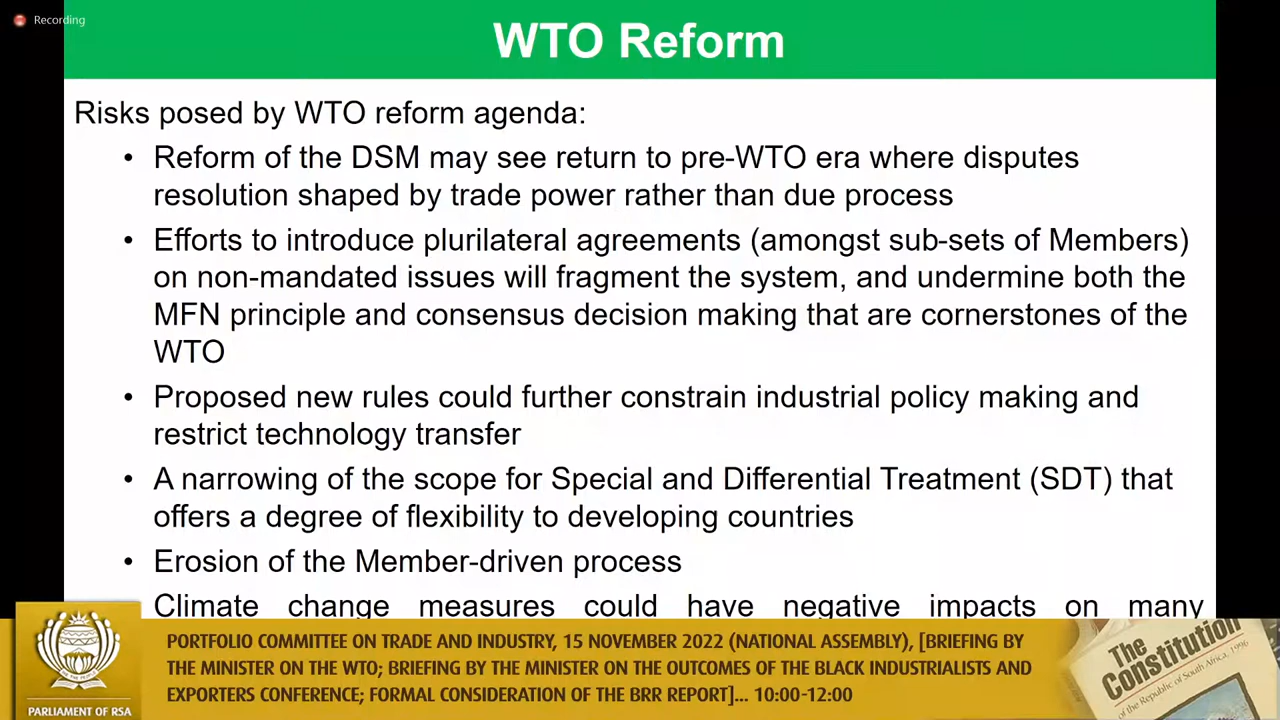 Recording
WTO Reform
Risks posed by WTO reform agenda:
• Reform of the DSM may see return to pre-WTO era where disputes
resolution shaped by trade power rather than due process
• Efforts to introduce plurilateral agreements (amongst sub-sets of Members)
on non-mandated issues will fragment the system, and undermine both the
MFN principle and consensus decision making that are cornerstones of the
WTO
• Proposed new rules could further constrain industrial policy making and
restrict technology transfer
• A narrowing of the scope for Special and Differential Treatment (SDT) that
offers a degree of flexibility to developing countries
• Erosion of the Member-driven process
Climate change measures could have negative impacts on many
PORTFOLIO COMMITTEE ON TRADE AND INDUSTRY, 15 NOVEMBER 2022 (NATIONAL ASSEMBLY), [BRIEFING BY
THE MINISTER ON THE WTO; BRIEFING BY THE MINISTER ON THE OUTCOMES OF THE BLACK INDUSTRIALISTS AND
EXPORTERS CONFERENCE; FORMAL CONSIDERATION OF THE BRR REPORT]... 10:00-12:00
PARLIAMENT OF RSA
The
Constitution
of the Republic of South Africa, 1996